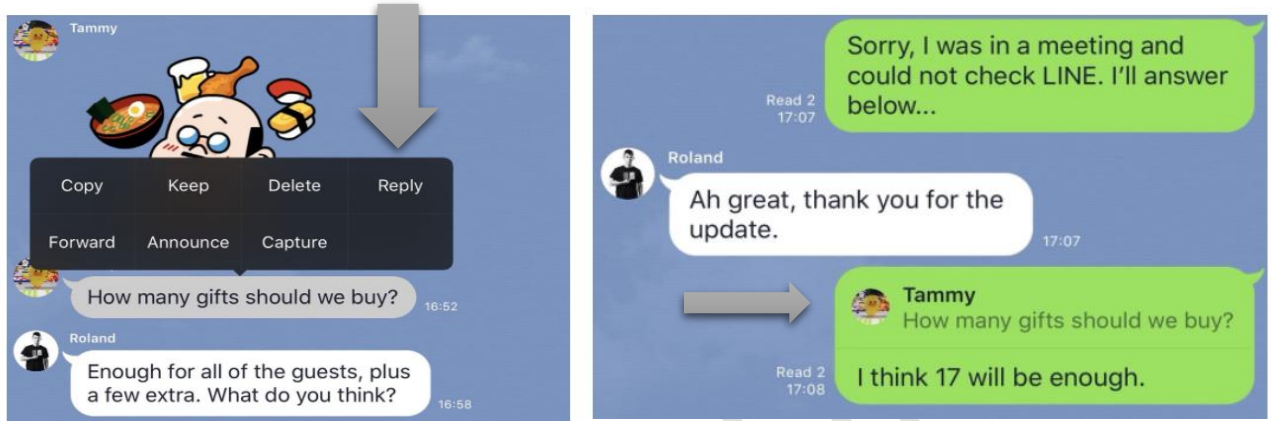 Tammy
Copy Keep Delete Reply
Forward Announce Capture
How many gifts should we buy?
16:52
Roland
Enough for all of the guests, plus
a few extra. What do you think?
16:58
Sorry, I was in a meeting and
could not check LINE. I'll answer
below...
Read 2
17:07
Roland
Ah great, thank you for the
update.
17:07
Tammy
How many gifts should we buy?
I think 17 will be enough.
Read 2
17:08